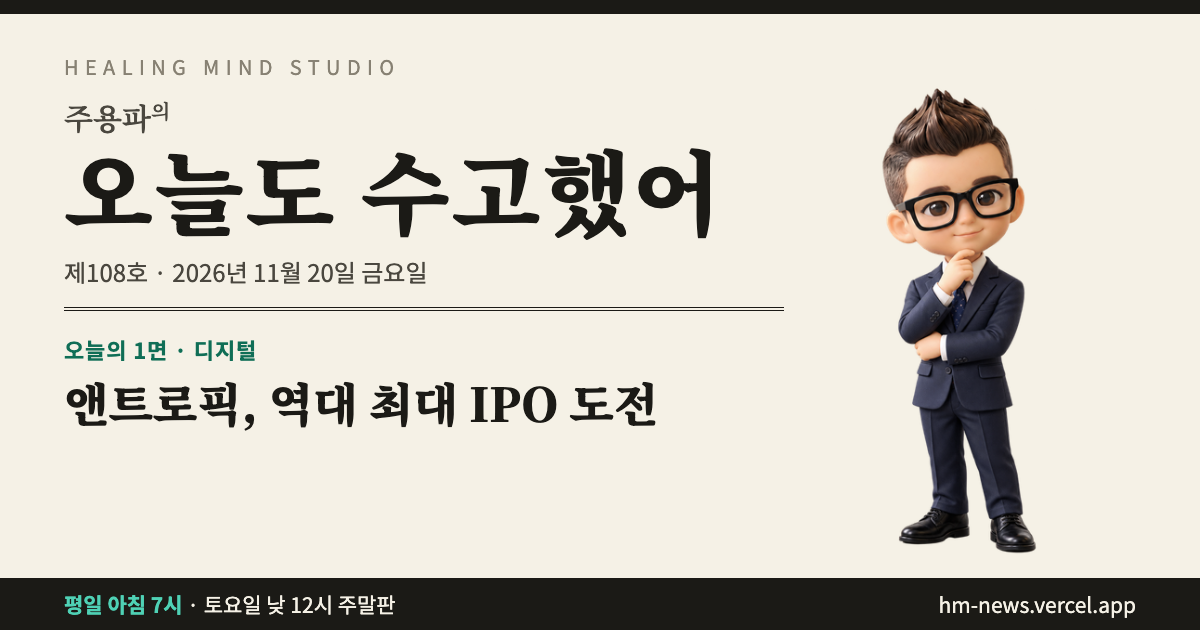 HEALING MIND STUDIO
주용파의
오늘도 수고했어
제108호 · 2026년 11월 20일 금요일
오늘의 1면 · 디지털
앤트로픽, 역대 최대 IPO 도전
평일 아침 7시 · 토요일 낮 12시 주말판
hm-news.vercel.app